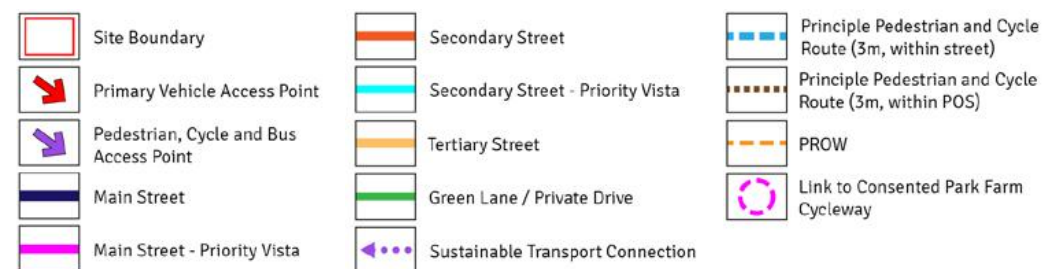 Site Boundary
Primary Vehicle Access Point
Pedestrian, Cycle and Bus
Access Point
Main Street
Main Street - Priority Vista
Secondary Street
Secondary Street - Priority Vista
Tertiary Street
Green Lane / Private Drive
Sustainable Transport Connection
Principle Pedestrian and Cycle
Route (3m, within street)
Principle Pedestrian and Cycle
Route (3m, within POS)
PROW
Link to Consented Park Farm
Cycleway